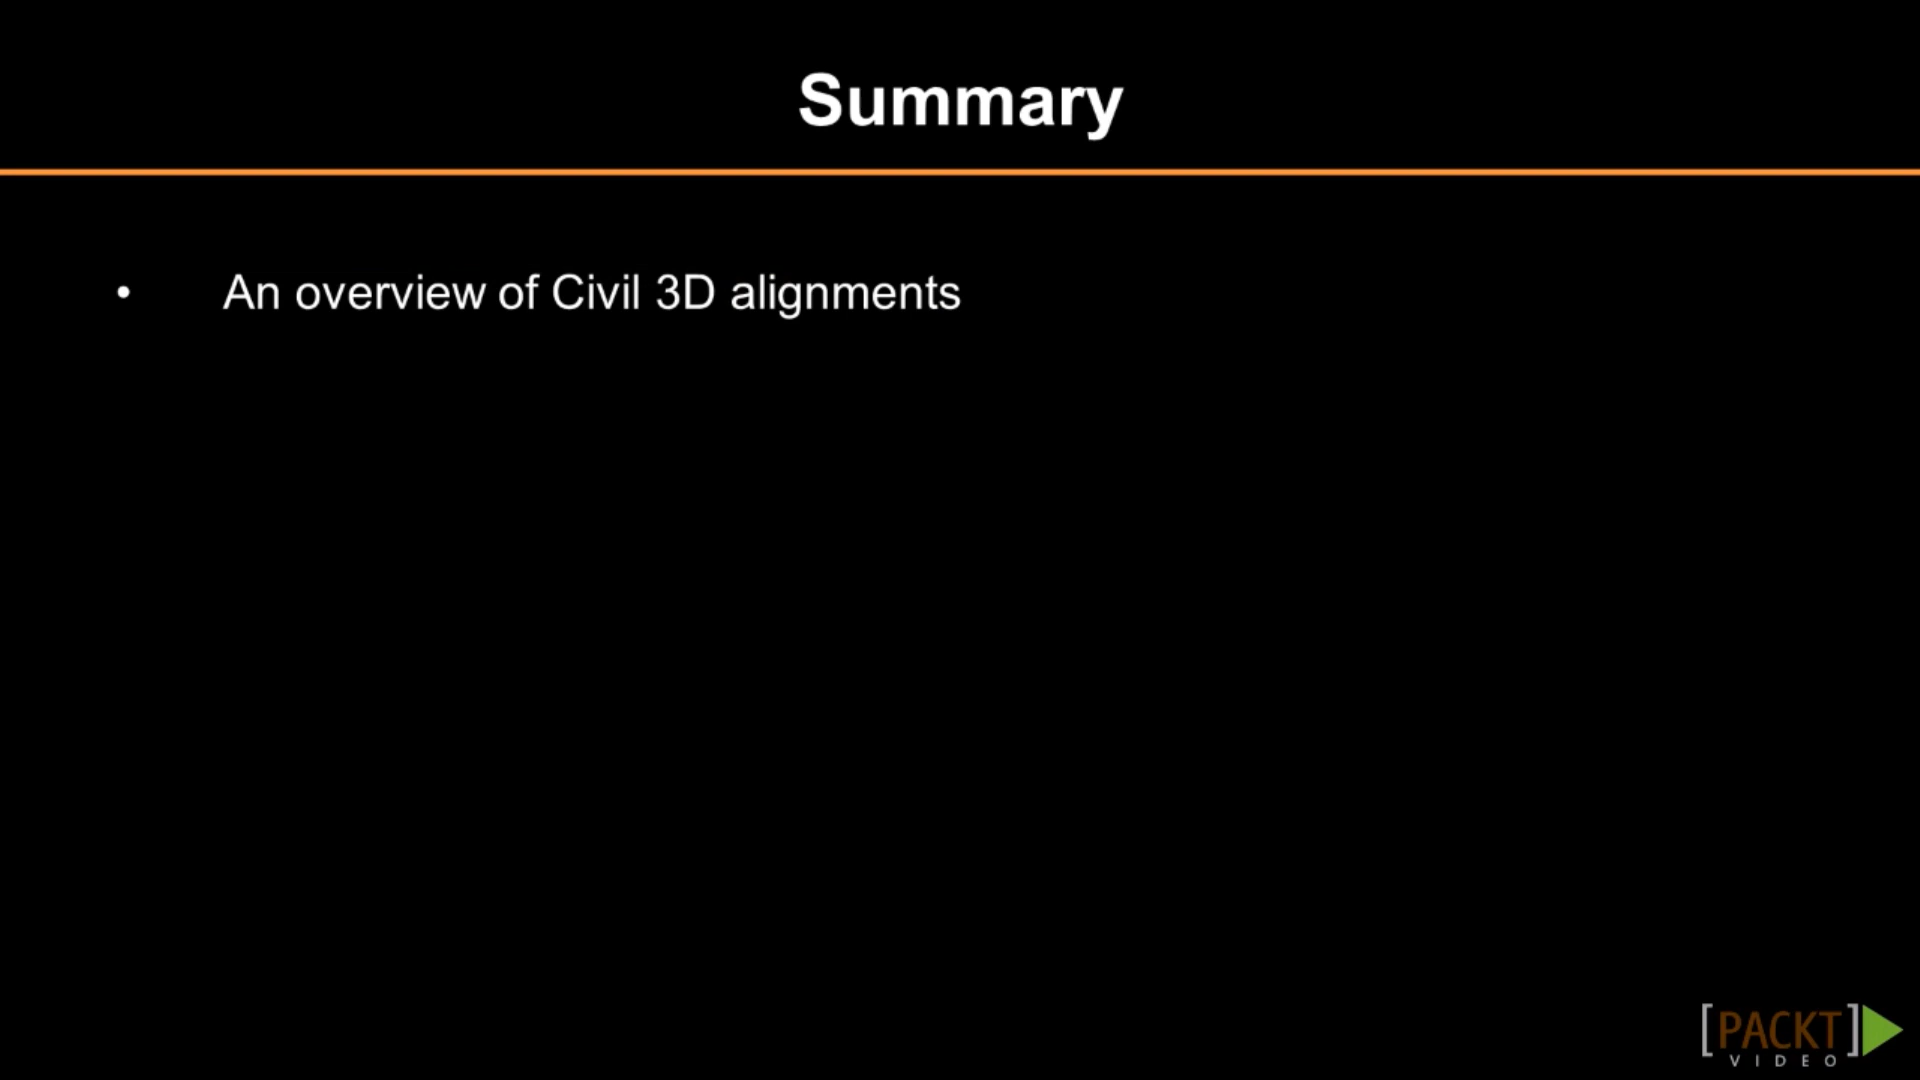 Summary
• An overview of Civil 3D alignments
[PACKT]
VIDEO